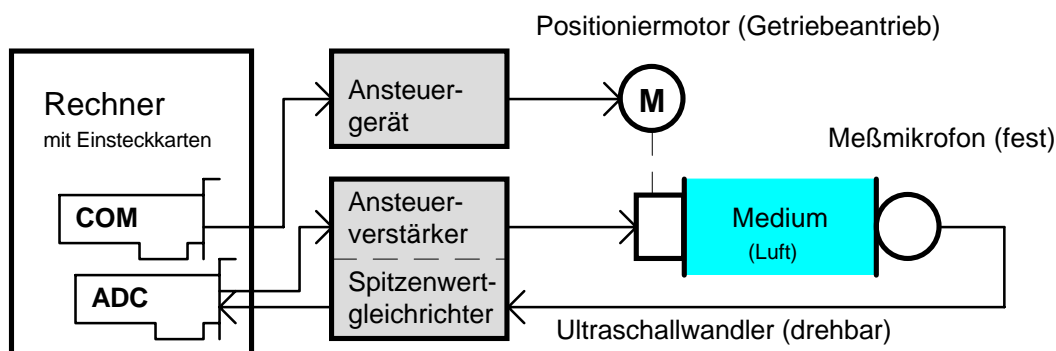 Positioniermotor (Getriebeantrieb)
Rechner
mit Einsteckkarten
Ansteuer-
gerät
M
Meßmikrofon (fest)
COM
Ansteuer-
verstärker
Medium
(Luft)
ADC
Spitzenwert-
gleichrichter
Ultraschallwandler (drehbar)